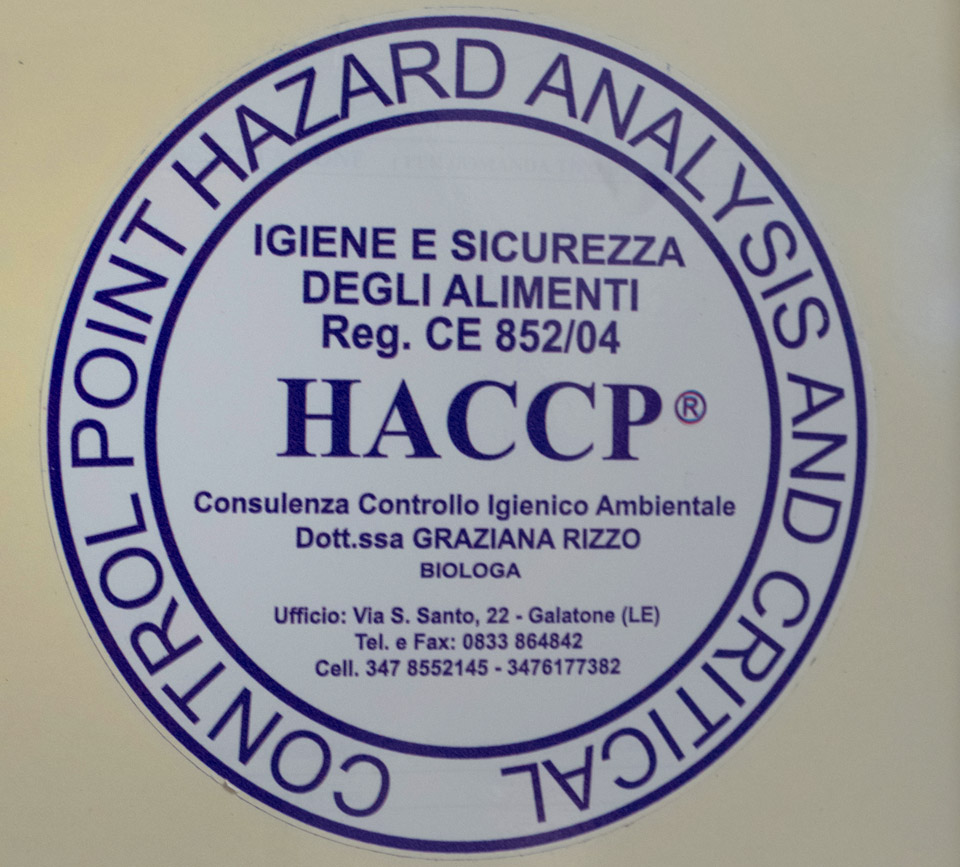 HAZARD ANALYSIS AND CRITICAL CONTROL POINT
IGIENE E SICUREZZA
DEGLI ALIMENTI
Reg. CE 852/04
HACCP®
Consulenza Controllo Igienico Ambientale
Dott.ssa GRAZIANA RIZZO
BIOLOGA
Ufficio: Via S. Santo, 22 - Galatone (LE)
Tel. e Fax: 0833 864842
Cell. 347 8552145 - 3476177382